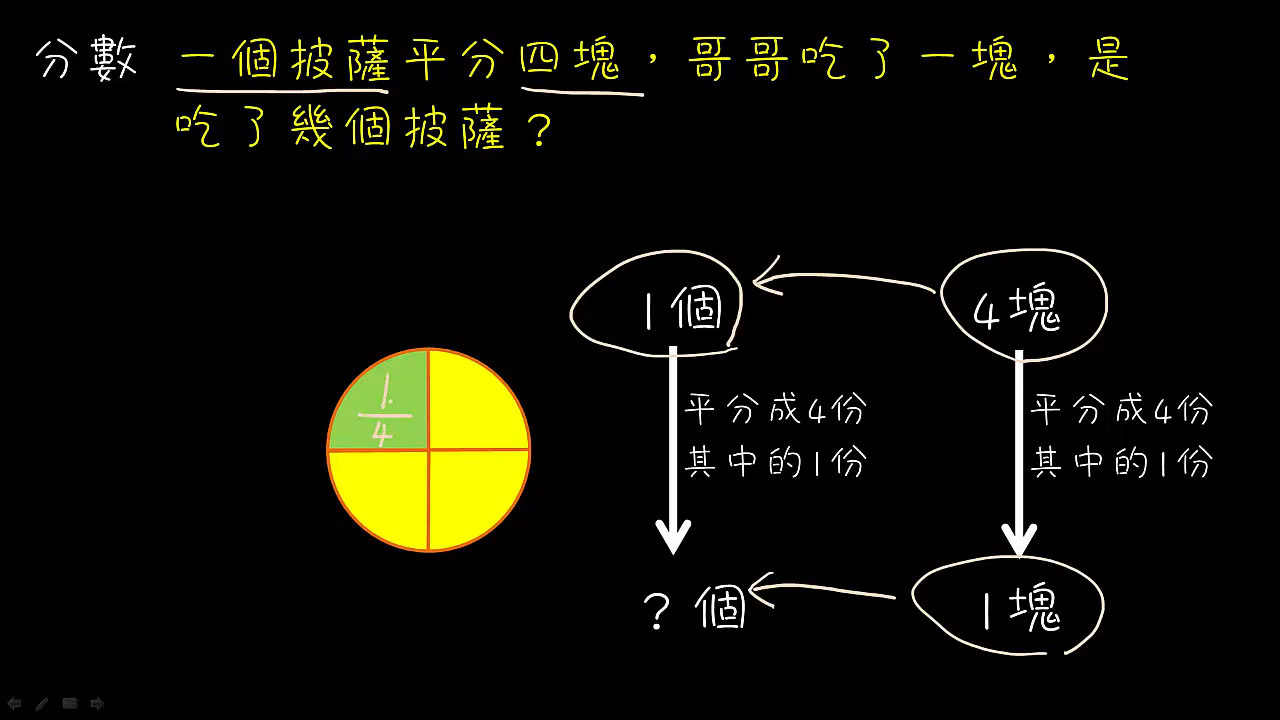 分數 一個披薩平分四塊，哥哥吃了一塊，是
吃了幾個披薩？
1個 4塊
1/4
平分成4份 平分成4份
其中的1份 其中的1份
？個 1塊